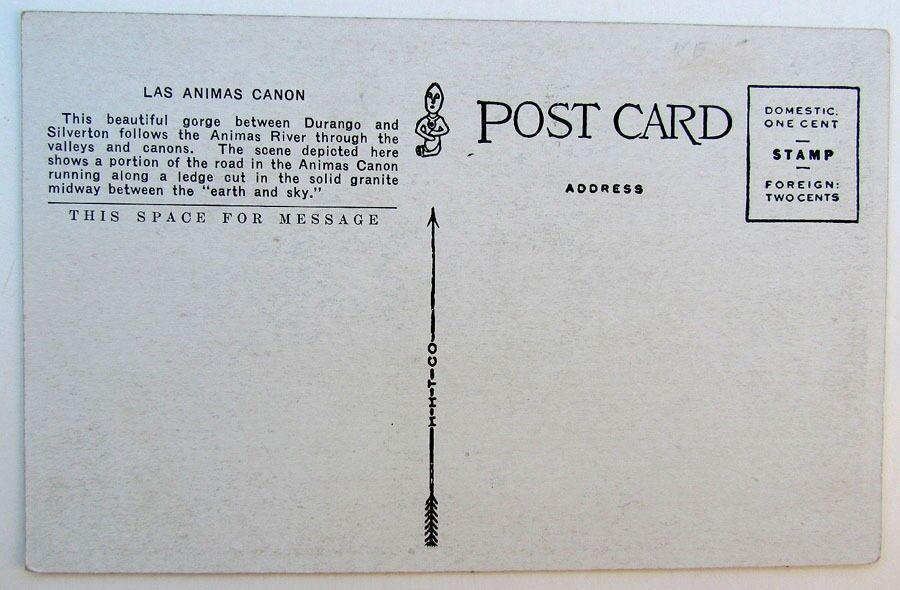 LAS ANIMAS CANON
This beautiful gorge between Durango and
Silverton follows the Animas River through the
valleys and canons. The scene depicted here
shows a portion of the road in the Animas Canon
running along a ledge cut in the solid granite
midway between the "earth and sky."
THIS SPACE FOR MESSAGE
H-H-T-CO
POST CARD
ADDRESS
DOMESTIC:
ONE CENT
STAMP
FOREIGN:
TWO CENTS